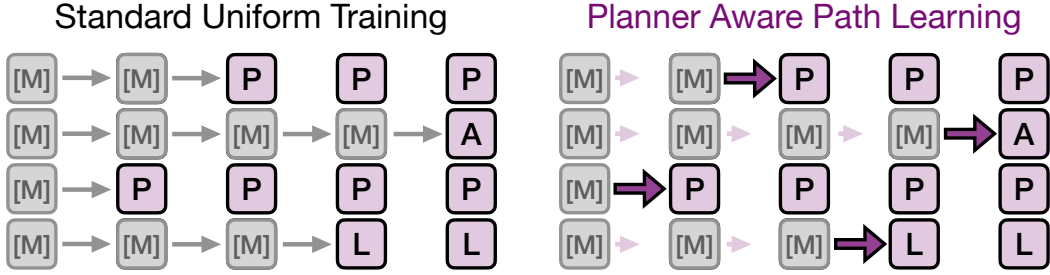 Standard Uniform Training
[M] [M] P P P
[M] [M] [M] [M] A
[M] P P P P
[M] [M] [M] L L
Planner Aware Path Learning
[M] [M] P P P
[M] [M] [M] [M] A
[M] P P P P
[M] [M] [M] L L